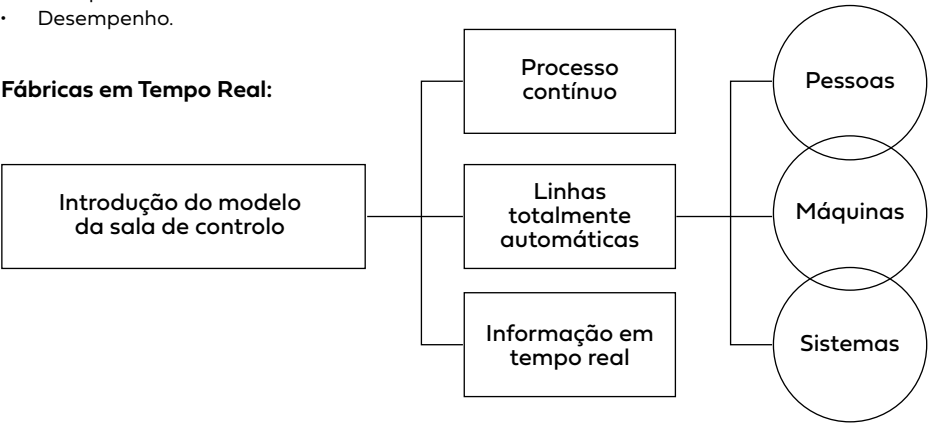 • Desempenho.
Fábricas em Tempo Real:
Introdução do modelo
da sala de controlo
Processo
contínuo
Linhas
totalmente
automáticas
Informação em
tempo real
Pessoas
Máquinas
Sistemas